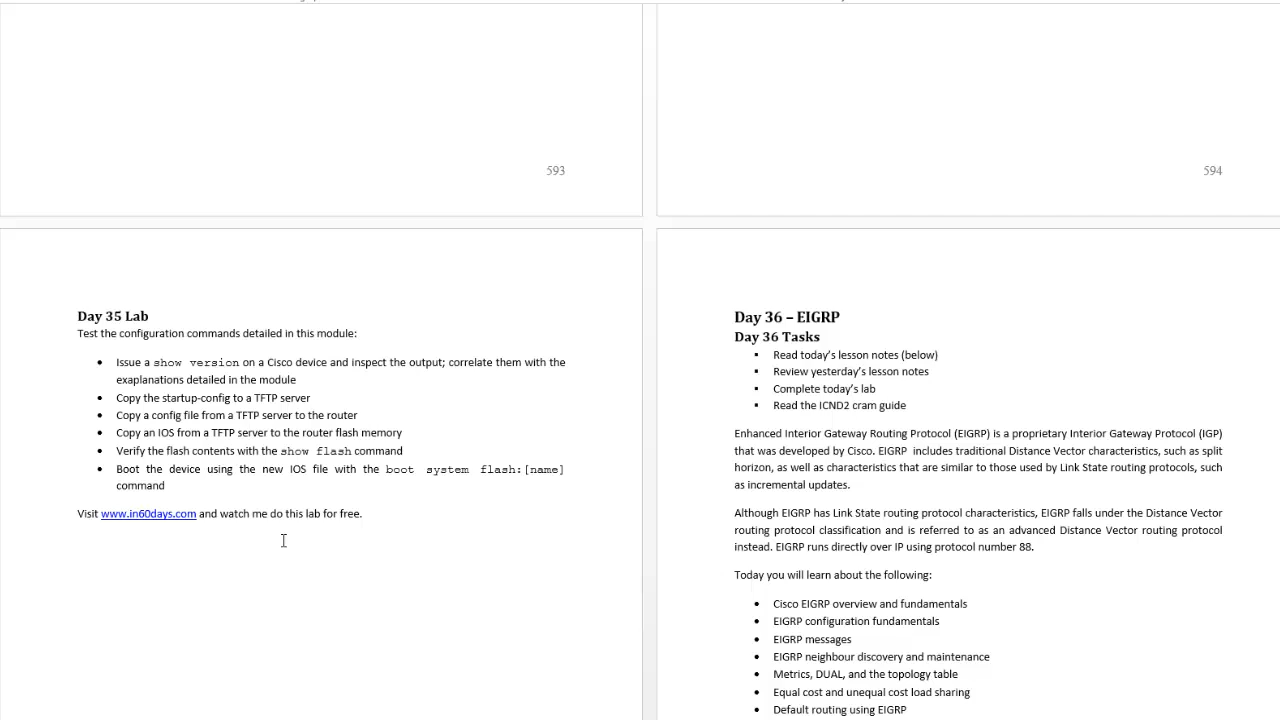 593
594
Day 35 Lab
Test the configuration commands detailed in this module:
• Issue a show version on a Cisco device and inspect the output; correlate them with the
exaplanations detailed in the module
• Copy the startup-config to a TFTP server
• Copy a config file from a TFTP server to the router
• Copy an IOS from a TFTP server to the router flash memory
• Verify the flash contents with the show flash command
• Boot the device using the new IOS file with the boot system flash:[name]
command
Visit www.in60days.com and watch me do this lab for free.
Day 36 – EIGRP
Day 36 Tasks
▪ Read today’s lesson notes (below)
▪ Review yesterday’s lesson notes
▪ Complete today’s lab
▪ Read the ICND2 cram guide
Enhanced Interior Gateway Routing Protocol (EIGRP) is a proprietary Interior Gateway Protocol (IGP)
that was developed by Cisco. EIGRP includes traditional Distance Vector characteristics, such as split
horizon, as well as characteristics that are similar to those used by Link State routing protocols, such
as incremental updates.
Although EIGRP has Link State routing protocol characteristics, EIGRP falls under the Distance Vector
routing protocol classification and is referred to as an advanced Distance Vector routing protocol
instead. EIGRP runs directly over IP using protocol number 88.
Today you will learn about the following:
• Cisco EIGRP overview and fundamentals
• EIGRP configuration fundamentals
• EIGRP messages
• EIGRP neighbour discovery and maintenance
• Metrics, DUAL, and the topology table
• Equal cost and unequal cost load sharing
• Default routing using EIGRP